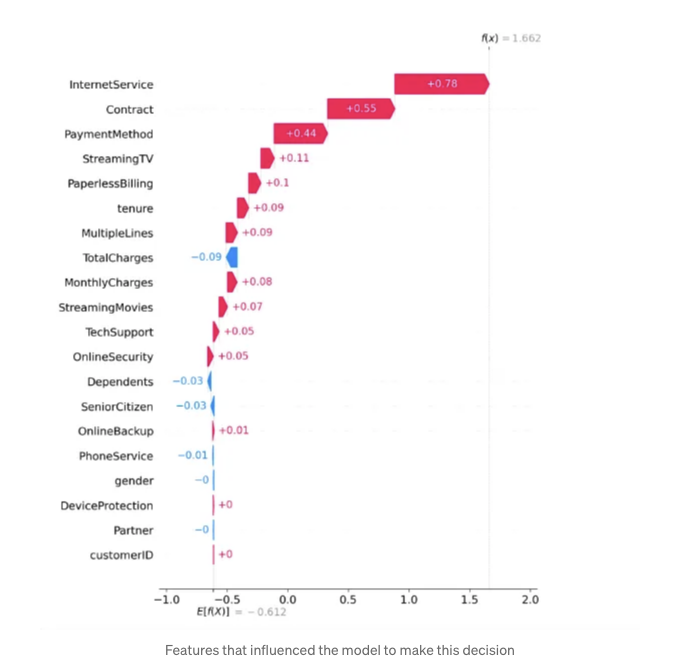 f(x) = 1.662
InternetService +0.78
Contract +0.55
PaymentMethod +0.44
StreamingTV +0.11
PaperlessBilling +0.1
tenure +0.09
MultipleLines +0.09
TotalCharges −0.09
MonthlyCharges +0.08
StreamingMovies +0.07
TechSupport +0.05
OnlineSecurity +0.05
Dependents −0.03
SeniorCitizen −0.03
OnlineBackup +0.01
PhoneService −0.01
gender −0
DeviceProtection +0
Partner −0
customerID +0
−1.0 −0.5 0.0 0.5 1.0 1.5 2.0
E[f(X)] = −0.612
Features that influenced the model to make this decision